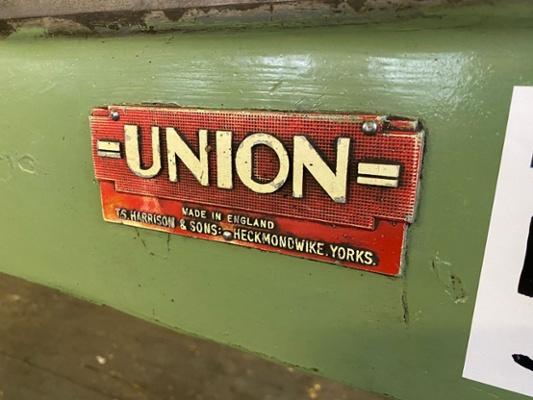 =UNION=
MADE IN ENGLAND
T.S. HARRISON & SONS: HECKMONDWIKE. YORKS.